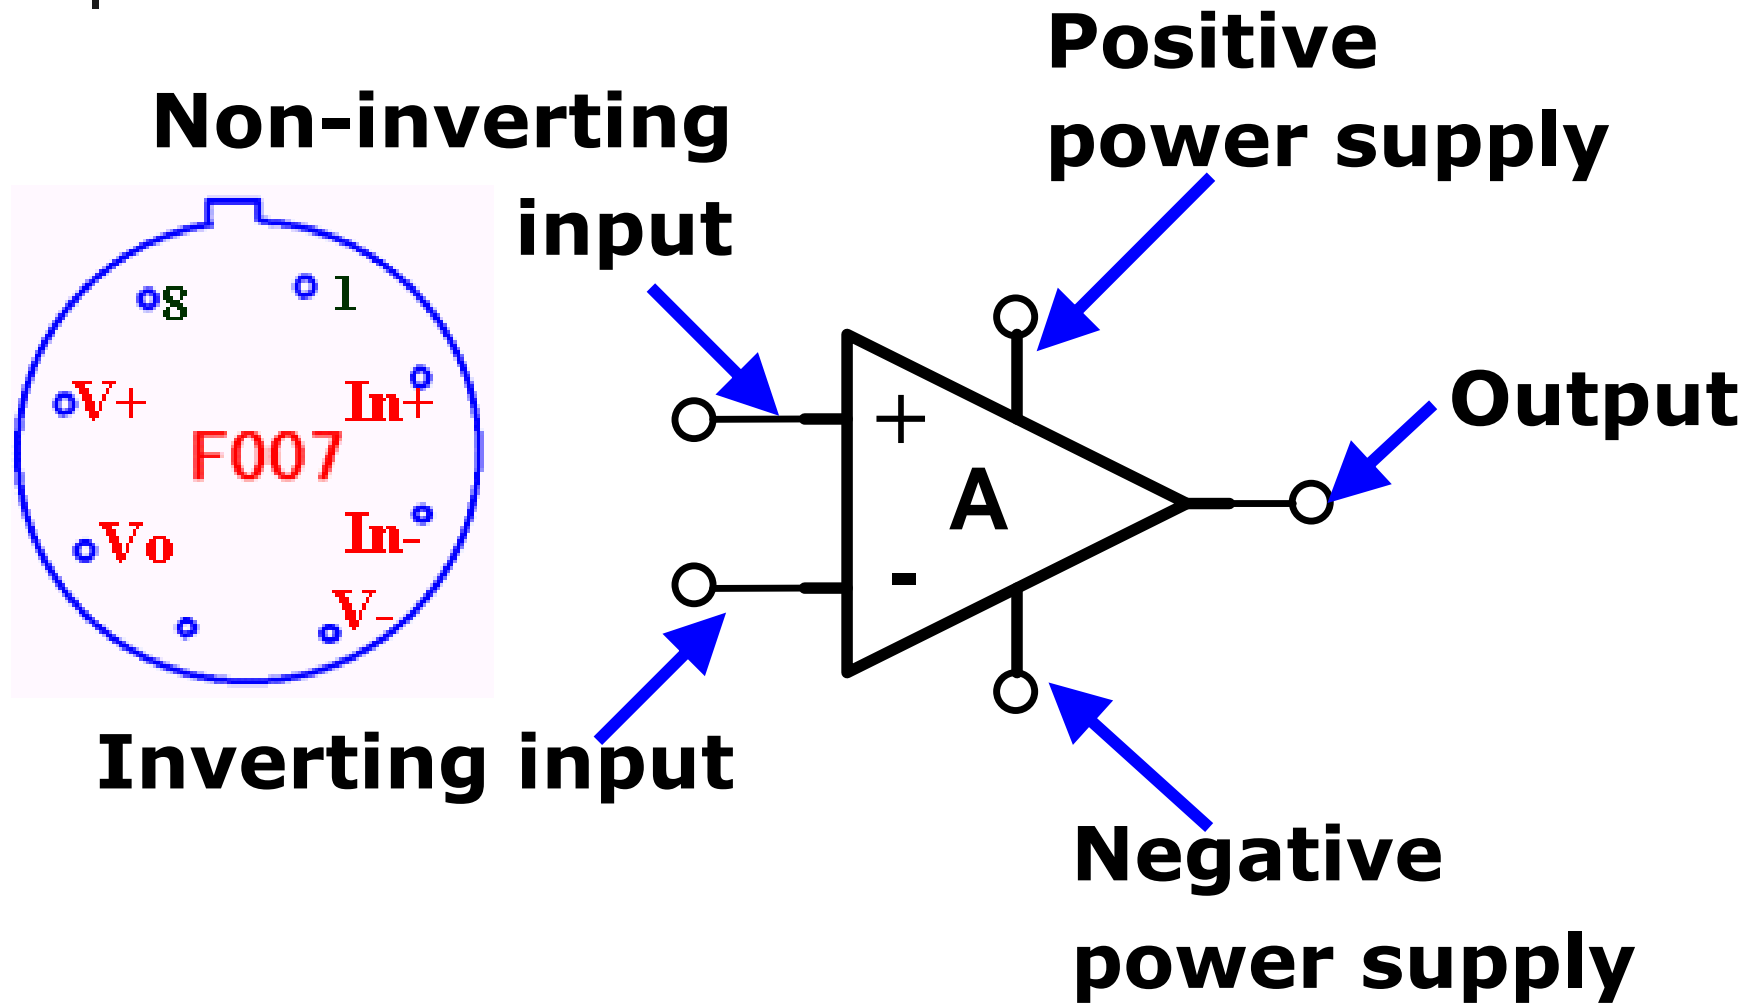 Positive
power supply
Non-inverting
input
8
1
V+
In+
F007
Vo
In-
V-
+
A
-
Output
Inverting input
Negative
power supply